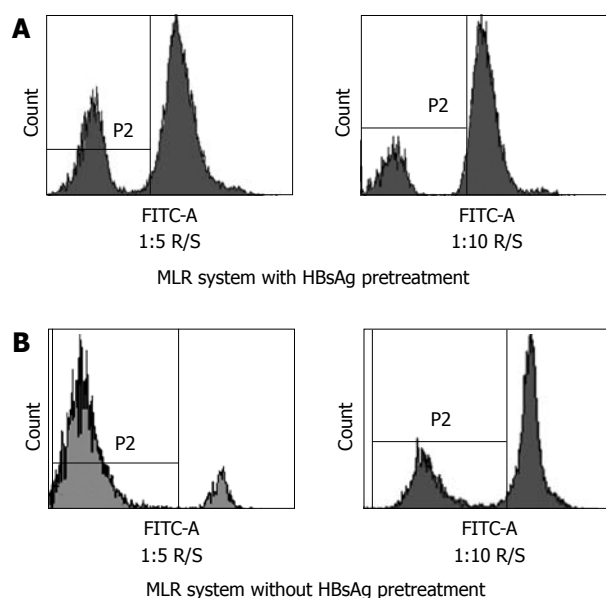 A
Count
P2
FITC-A
1:5 R/S
Count
P2
FITC-A
1:10 R/S
MLR system with HBsAg pretreatment
B
Count
P2
FITC-A
1:5 R/S
Count
P2
FITC-A
1:10 R/S
MLR system without HBsAg pretreatment